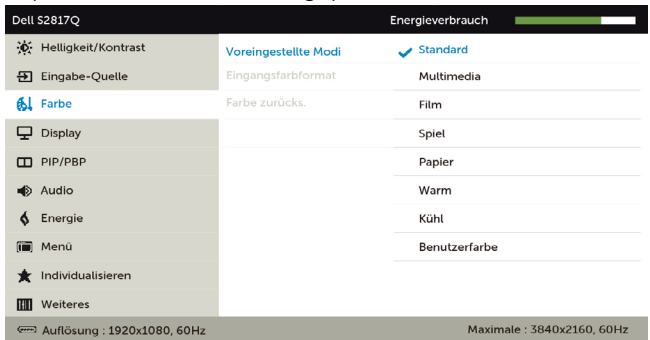 Dell S2817Q Energieverbrauch
Helligkeit/Kontrast
Eingabe-Quelle
Farbe
Display
PIP/PBP
Audio
Energie
Menü
Individualisieren
Weiteres
Voreingestellte Modi
Eingangsfarbformat
Farbe zurücks.
Standard
Multimedia
Film
Spiel
Papier
Warm
Kühl
Benutzerfarbe
Auflösung : 1920x1080, 60Hz Maximale : 3840x2160, 60Hz